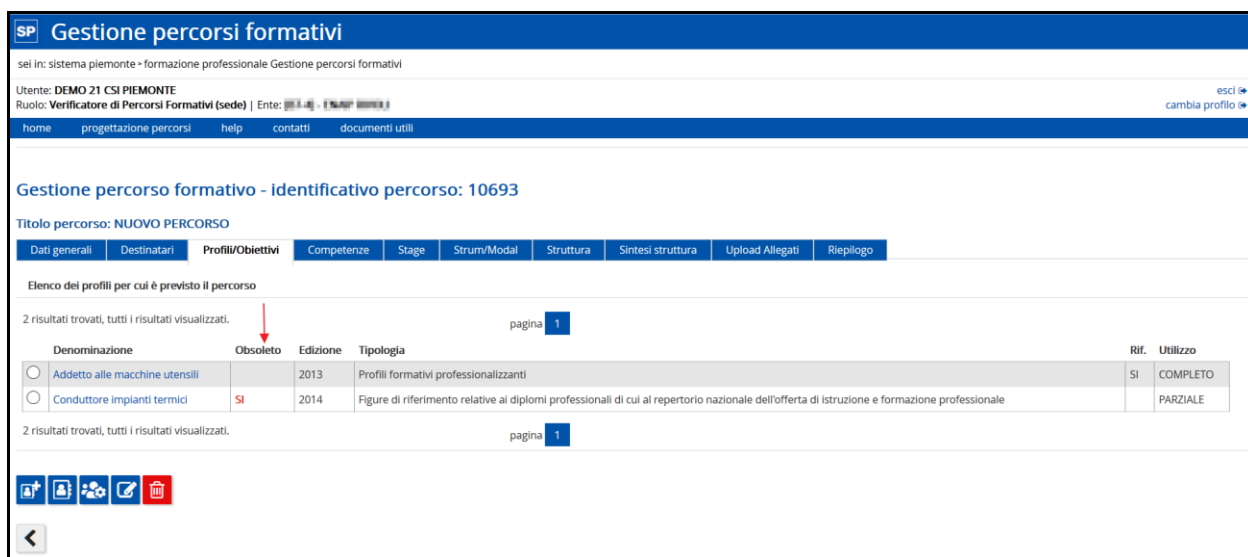 SP Gestione percorsi formativi
sei in: sistema piemonte » formazione professionale Gestione percorsi formativi
Utente: DEMO 21 CSI PIEMONTE
esci
Ruolo: Verificatore di Percorsi Formativi (sede) | Ente:
cambia profilo
home progettazione percorsi help contatti documenti utili
Gestione percorso formativo - identificativo percorso: 10693
Titolo percorso: NUOVO PERCORSO
Dati generali Destinatari Profili/Obiettivi Competenze Stage Strum/Modal Struttura Sintesi struttura Upload Allegati Riepilogo
Elenco dei profili per cui è previsto il percorso
2 risultati trovati, tutti i risultati visualizzati. pagina 1
Denominazione Obsoleto Edizione Tipologia Rif. Utilizzo
Addetto alle macchine utensili 2013 Profili formativi professionalizzanti SI COMPLETO
Conduttore impianti termici SI 2014 Figure di riferimento relative ai diplomi professionali di cui al repertorio nazionale dell'offerta di istruzione e formazione professionale PARZIALE
2 risultati trovati, tutti i risultati visualizzati. pagina 1